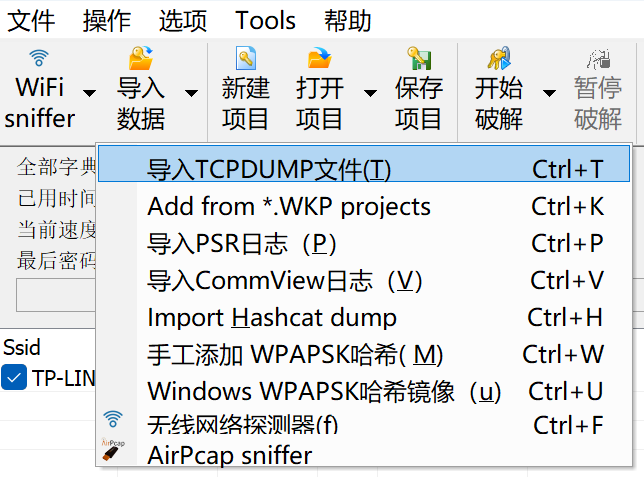 文件 操作 选项 Tools 帮助
WiFi sniffer 导入数据 新建项目 打开项目 保存项目 开始破解 暂停破解
全部字典
已用时间
当前速度
最后密码
导入TCPDUMP文件(T) Ctrl+T
Add from *.WKP projects Ctrl+K
导入PSR日志（P） Ctrl+P
导入CommView日志（V） Ctrl+V
Import Hashcat dump Ctrl+H
手工添加 WPAPSK哈希( M) Ctrl+W
Windows WPAPSK哈希镜像（u) Ctrl+U
无线网络探测器(f) Ctrl+F
AirPcap sniffer
Ssid
TP-LIN